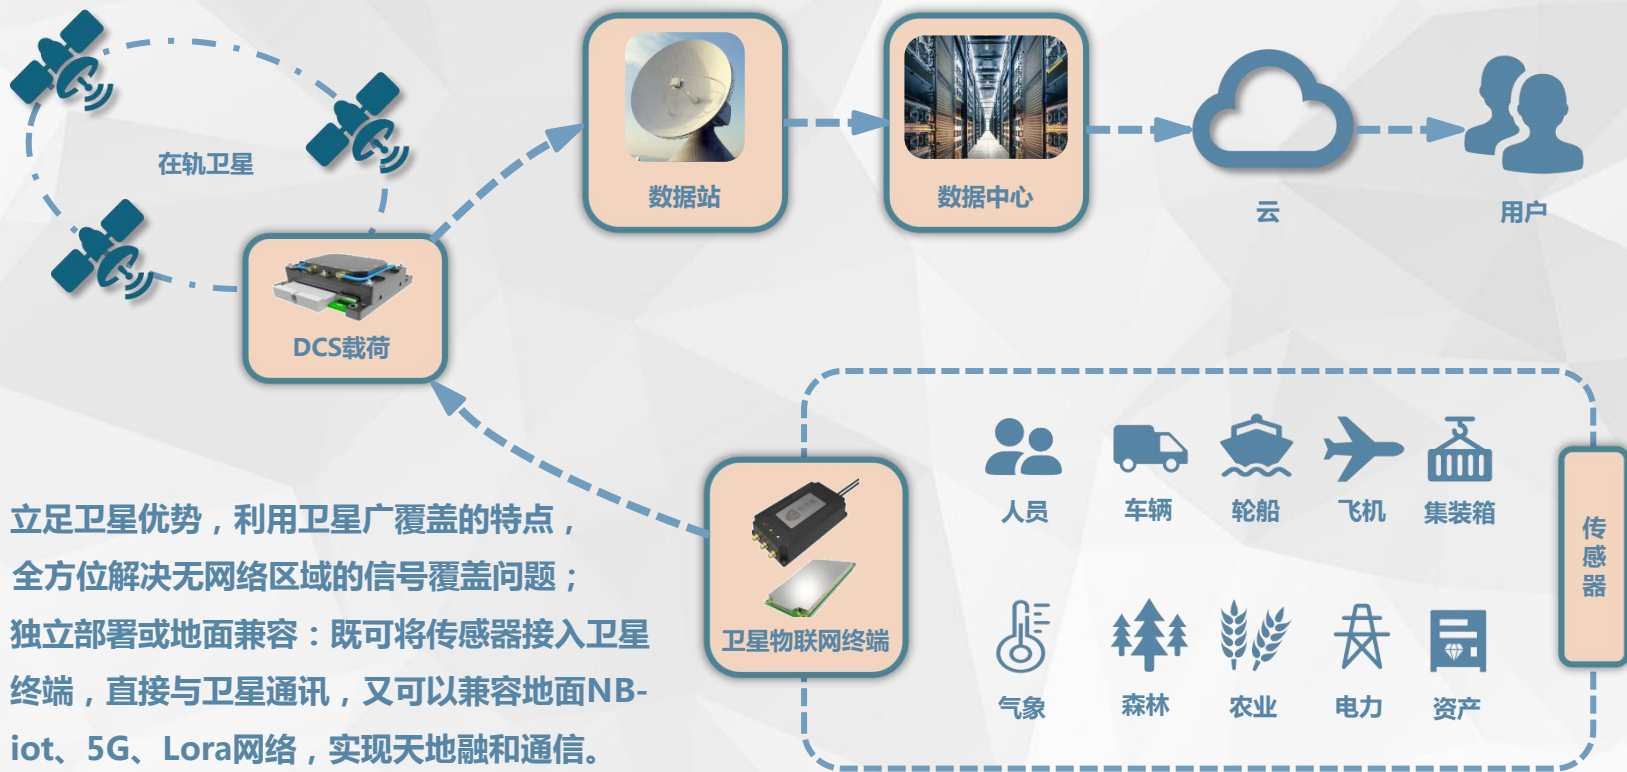 在轨卫星
数据站
数据中心
云
用户
DCS载荷
人员
车辆
轮船
飞机
集装箱
传感器
卫星物联网终端
气象
森林
农业
电力
资产
立足卫星优势，利用卫星广覆盖的特点，
全方位解决无网络区域的信号覆盖问题；
独立部署或地面兼容：既可将传感器接入卫星
终端，直接与卫星通讯，又可以兼容地面NB-
iot、5G、Lora网络，实现天地融和通信。